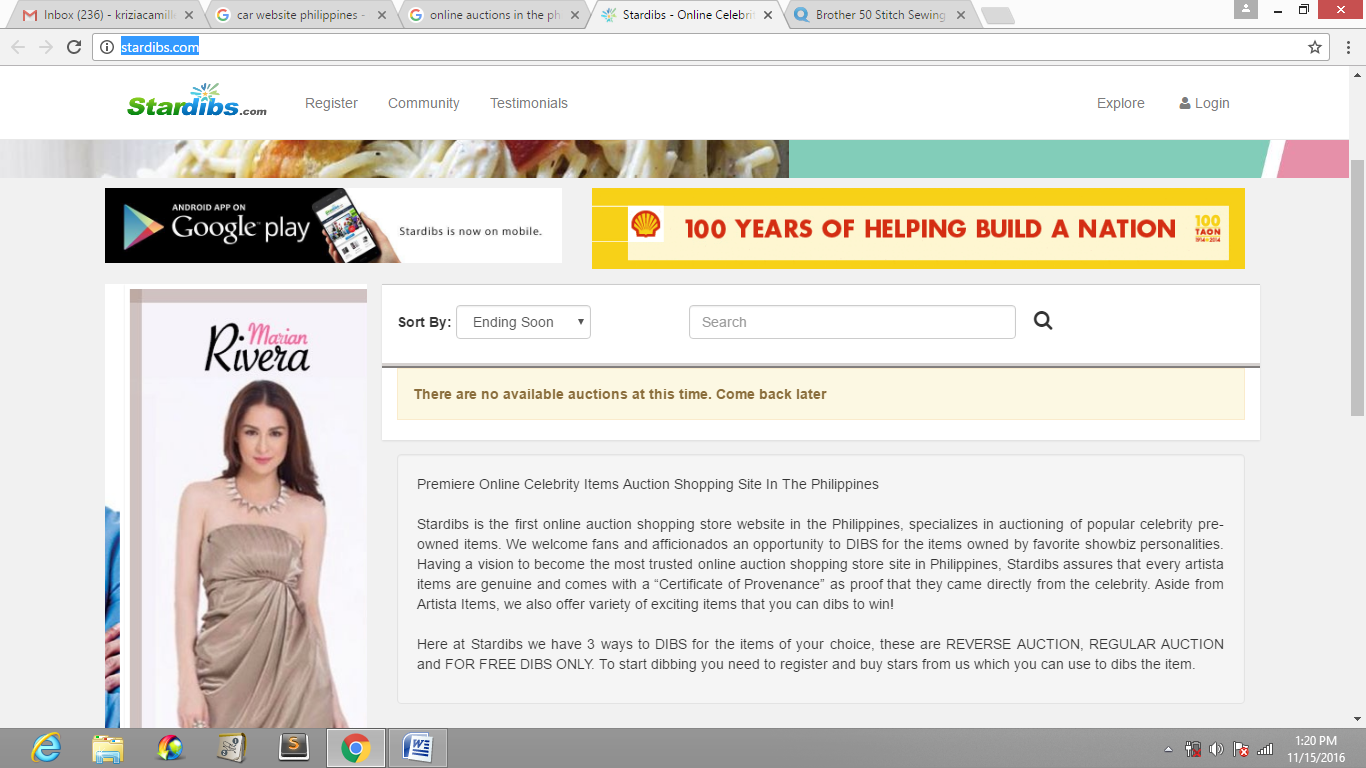 Inbox (236) - kriziacamill
car website philippines -
online auctions in the ph
Stardibs - Online Celebri
Brother 50 Stitch Sewing
stardibs.com
Stardibs.com
Register
Community
Testimonials
Explore
Login
ANDROID APP ON
Google play
Stardibs is now on mobile.
100 YEARS OF HELPING BUILD A NATION
100
TAON
1914 2014
Marian
Rivera
Sort By:
Ending Soon
Search
There are no available auctions at this time. Come back later
Premiere Online Celebrity Items Auction Shopping Site In The Philippines
Stardibs is the first online auction shopping store website in the Philippines, specializes in auctioning of popular celebrity pre-
owned items. We welcome fans and afficionados an opportunity to DIBS for the items owned by favorite showbiz personalities.
Having a vision to become the most trusted online auction shopping store site in Philippines, Stardibs assures that every artista
items are genuine and comes with a “Certificate of Provenance” as proof that they came directly from the celebrity. Aside from
Artista Items, we also offer variety of exciting items that you can dibs to win!
Here at Stardibs we have 3 ways to DIBS for the items of your choice, these are REVERSE AUCTION, REGULAR AUCTION
and FOR FREE DIBS ONLY. To start dibbing you need to register and buy stars from us which you can use to dibs the item.
1:20 PM
11/15/2016